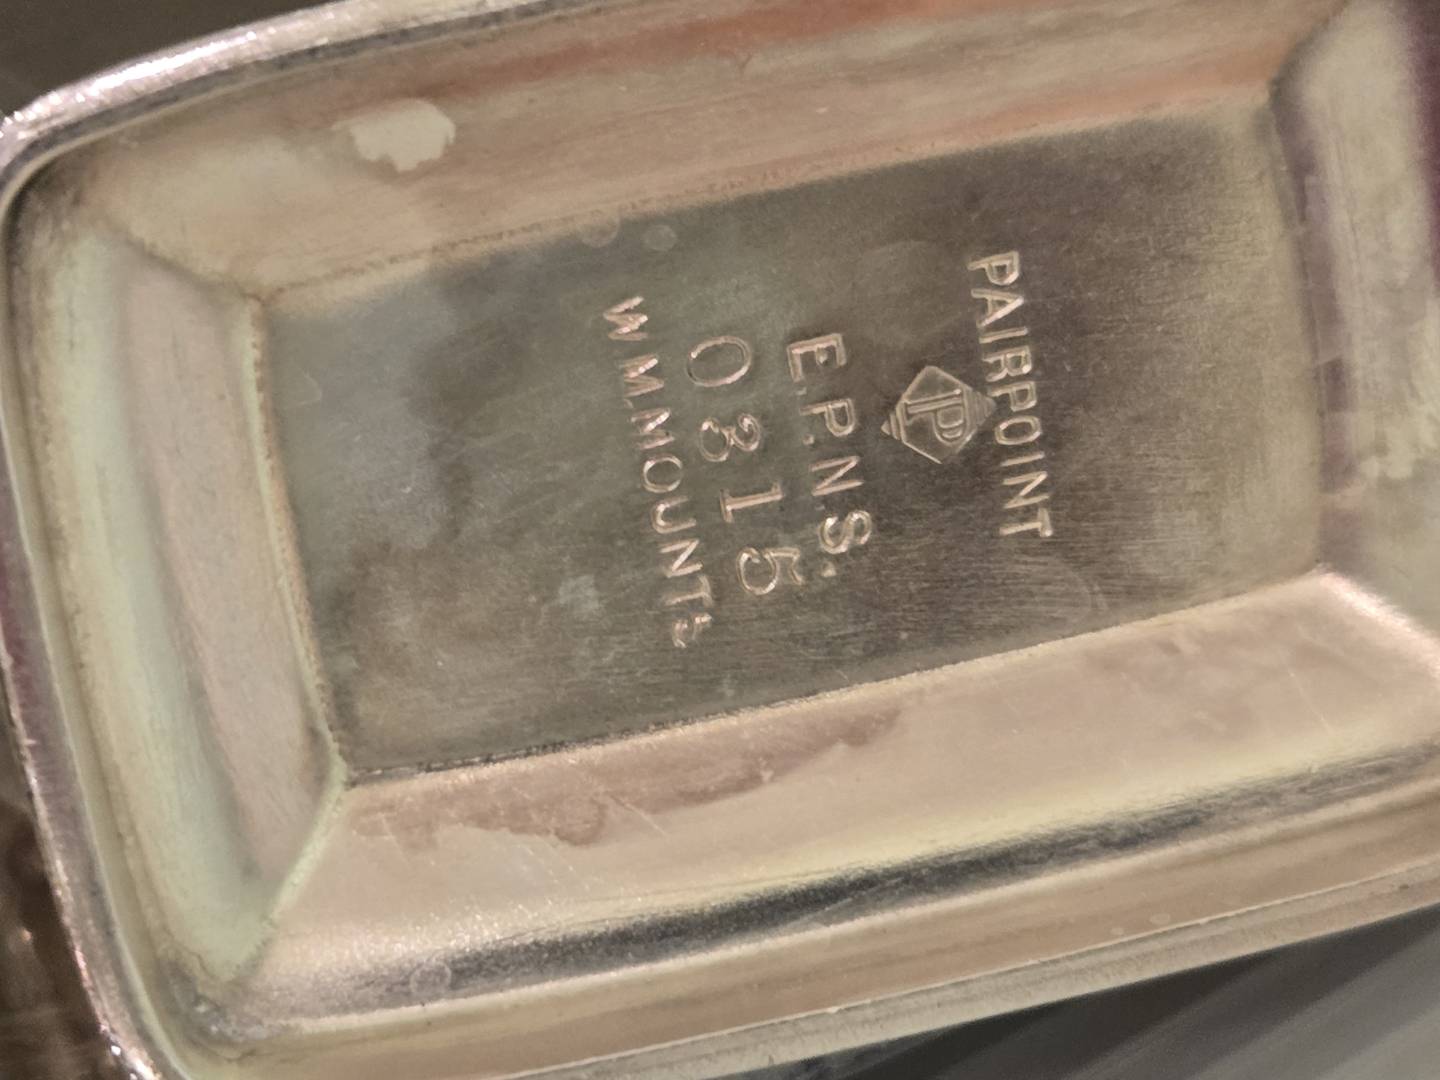 PAIRPOINT
P
E.P.N.S.
0315
W.M.MOUNTS